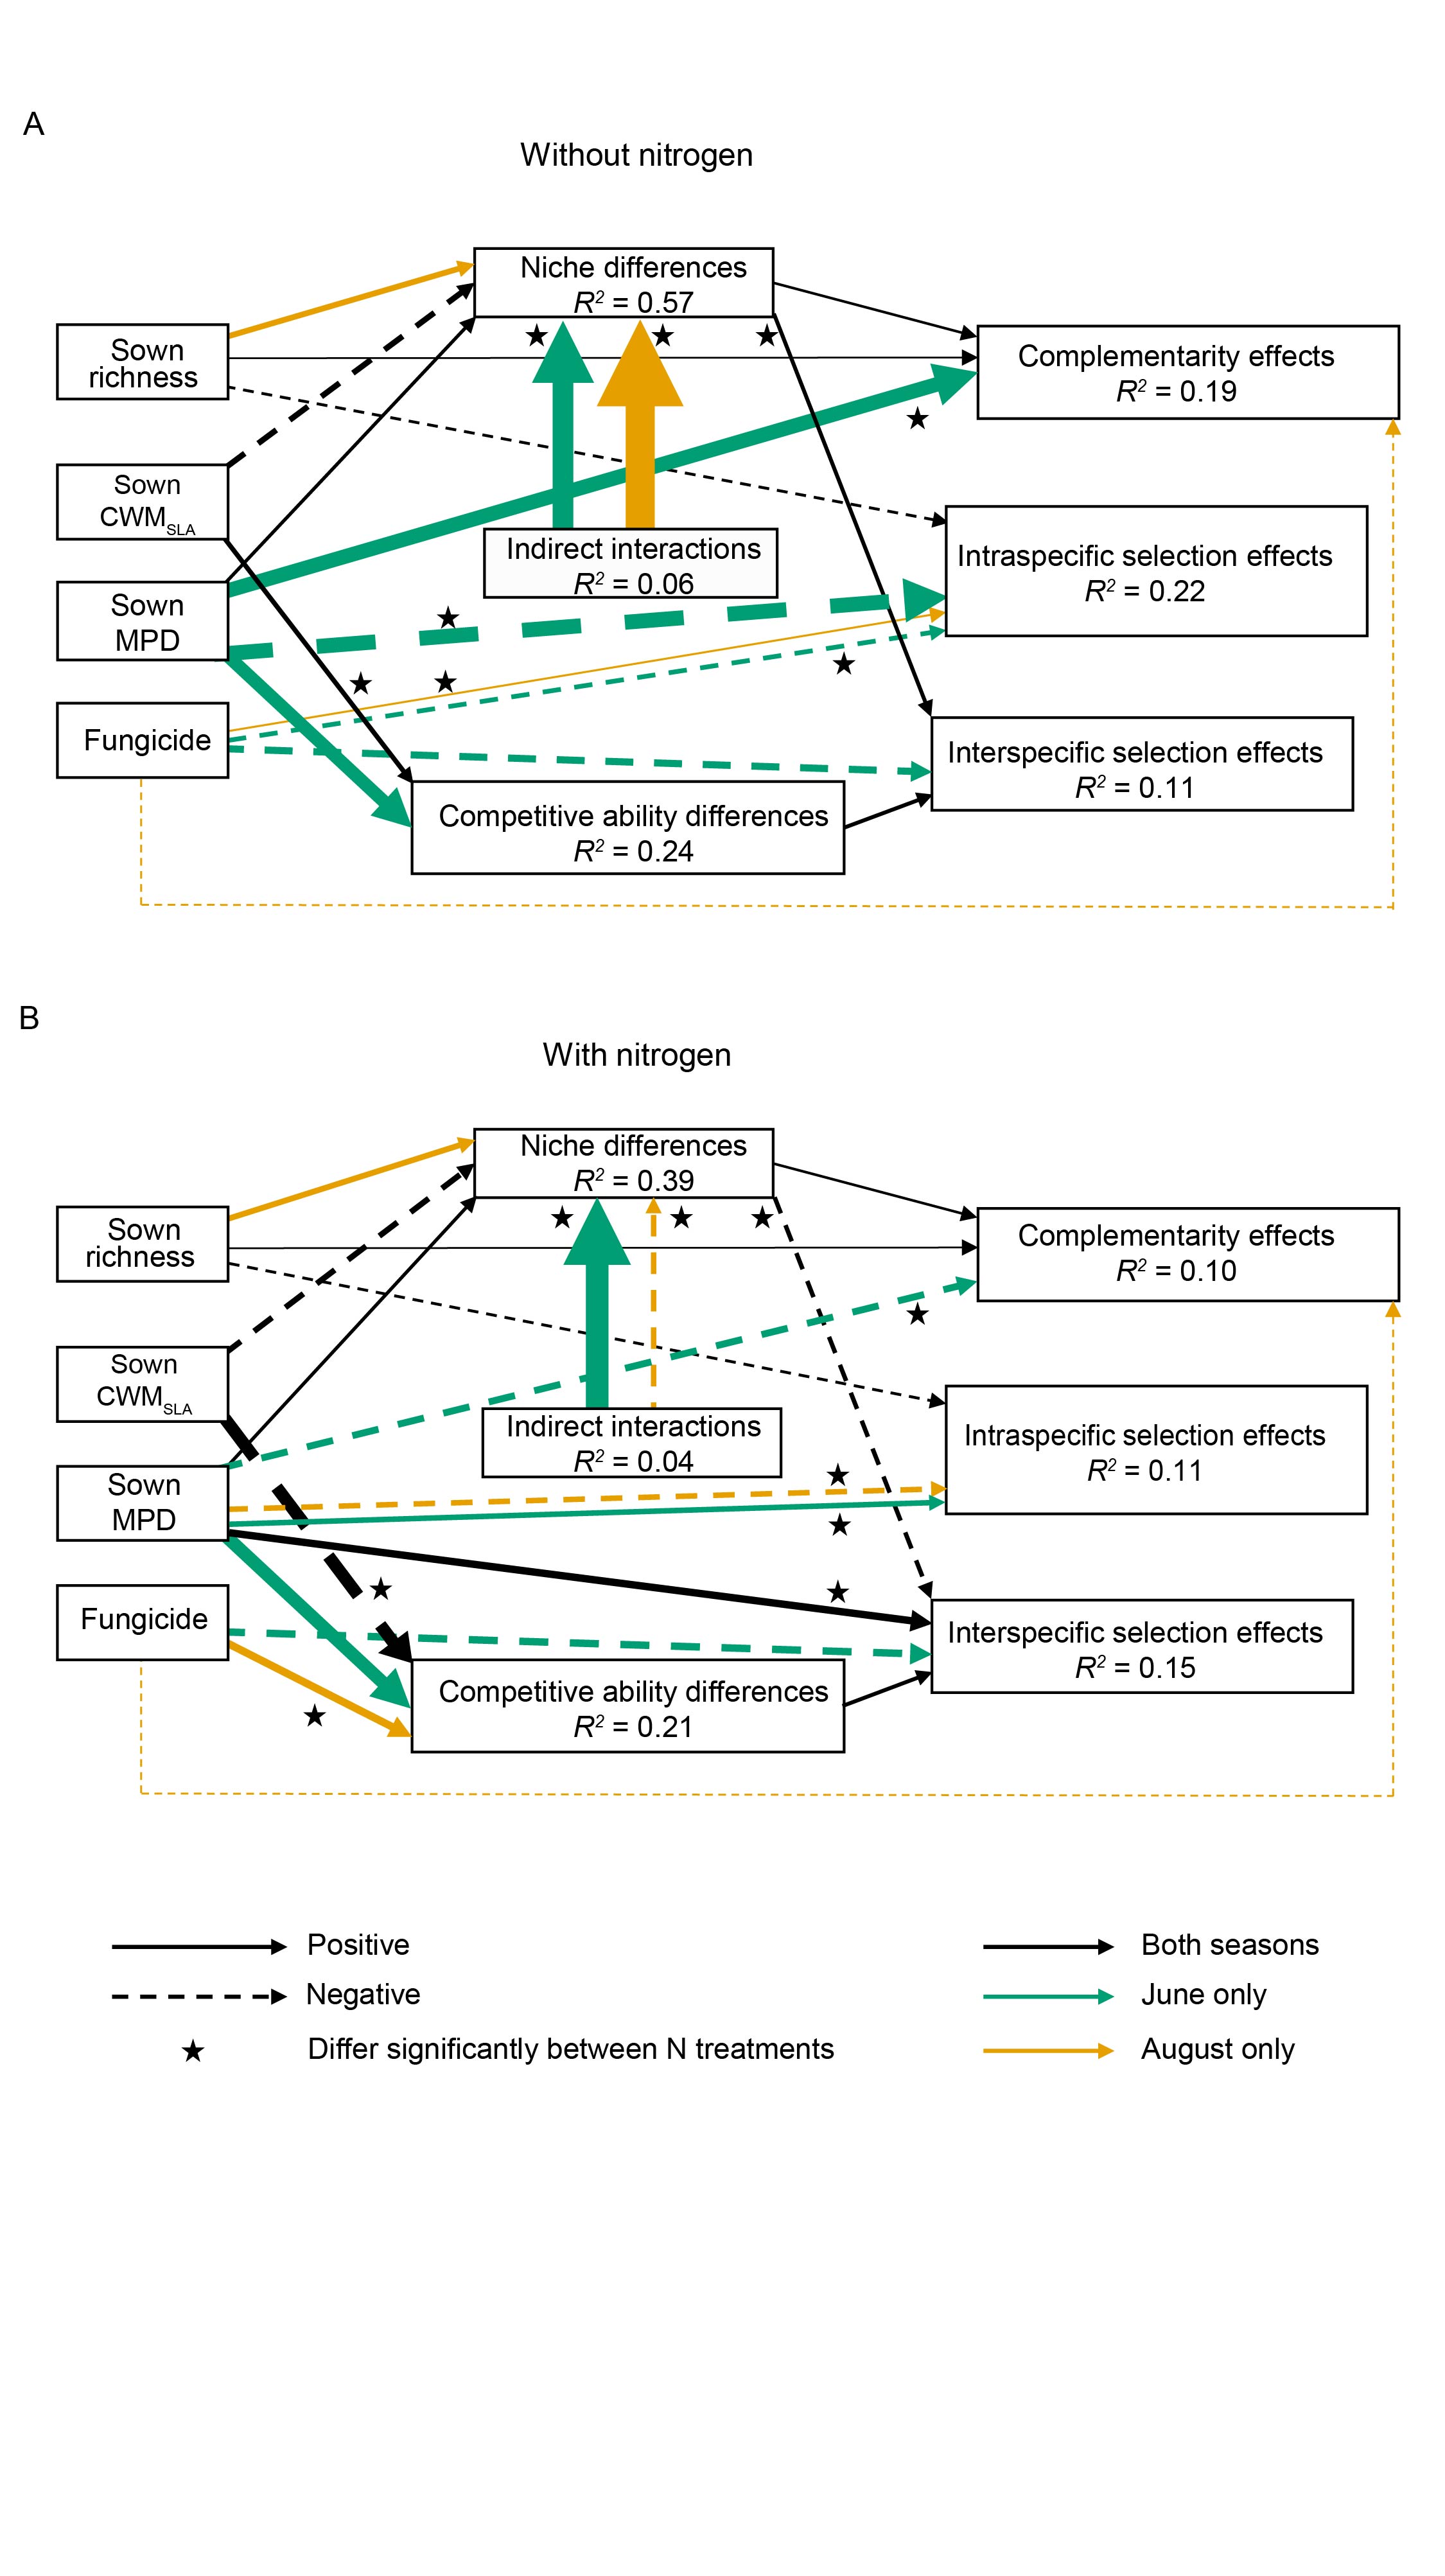 A
Without nitrogen
Niche differences
R² = 0.57
Sown
richness
Complementarity effects
R² = 0.19
Sown
CWMSLA
Indirect interactions
R² = 0.06
Intraspecific selection effects
R² = 0.22
Sown
MPD
Fungicide
Interspecific selection effects
R² = 0.11
Competitive ability differences
R² = 0.24
B
With nitrogen
Niche differences
R² = 0.39
Sown
richness
Complementarity effects
R² = 0.10
Sown
CWMSLA
Indirect interactions
R² = 0.04
Intraspecific selection effects
R² = 0.11
Sown
MPD
Fungicide
Interspecific selection effects
R² = 0.15
Competitive ability differences
R² = 0.21
Positive
Both seasons
Negative
June only
Differ significantly between N treatments
August only